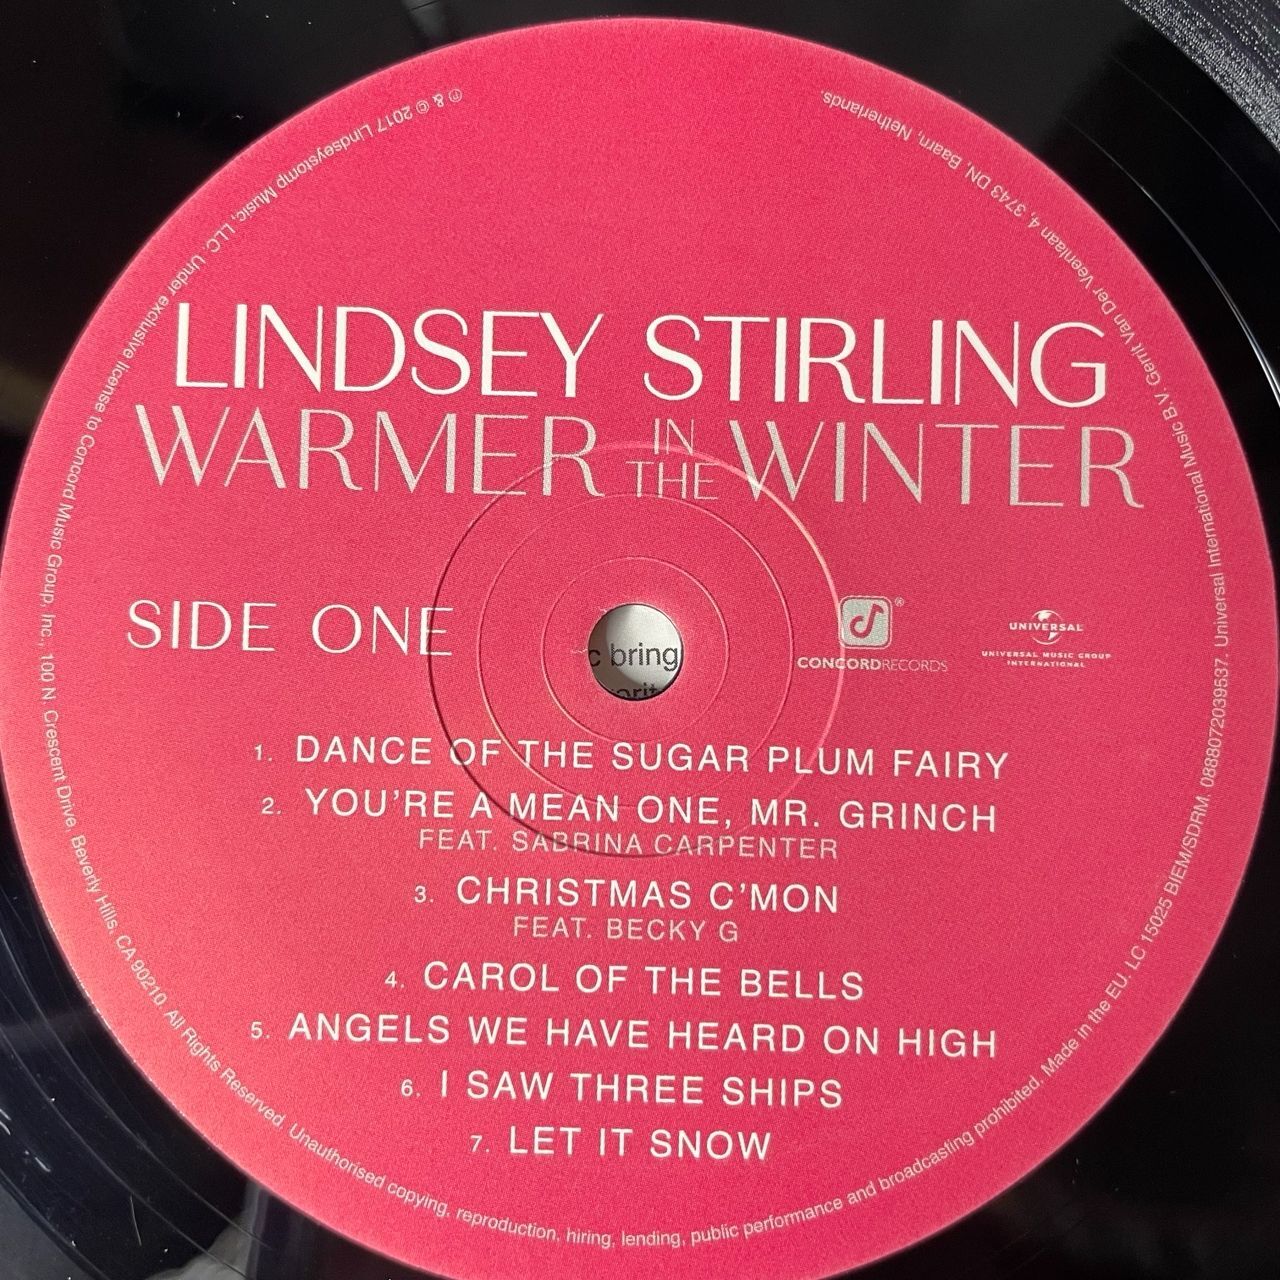 LINDSEY STIRLING
WARMER IN THE WINTER
SIDE ONE
c bring
CONCORDRECORDS®
UNIVERSAL
UNIVERSAL MUSIC GROUP
INTERNATIONAL
1. DANCE OF THE SUGAR PLUM FAIRY
2. YOU'RE A MEAN ONE, MR. GRINCH
FEAT. SABRINA CARPENTER
3. CHRISTMAS C'MON
FEAT. BECKY G
4. CAROL OF THE BELLS
5. ANGELS WE HAVE HEARD ON HIGH
6. I SAW THREE SHIPS
7. LET IT SNOW
℗ & © 2017 Lindseystomp Music, LLC. Under exclusive license to Concord Music Group, Inc., 100 N. Crescent Drive, Beverly Hills, CA 90210. All Rights Reserved. Unauthorised copying, reproduction, hiring, lending, public performance and broadcasting prohibited. Made in the EU. LC 15025 BIEM/SDRM. 0888072039537. Universal International Music B.V. Gerrit Van Der Veenlaan 4, 3743 DN, Baarn, Netherlands